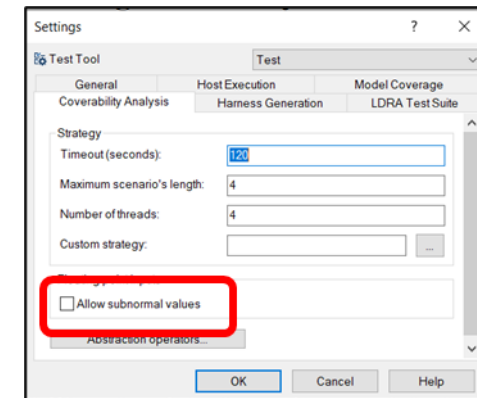 Settings ? ×
Test Tool Test
General Host Execution Model Coverage
Coverability Analysis Harness Generation LDRA Test Suite
Strategy
Timeout (seconds): 120
Maximum scenario's length: 4
Number of threads: 4
Custom strategy: ...
Allow subnormal values
Abstraction operators...
OK Cancel Help